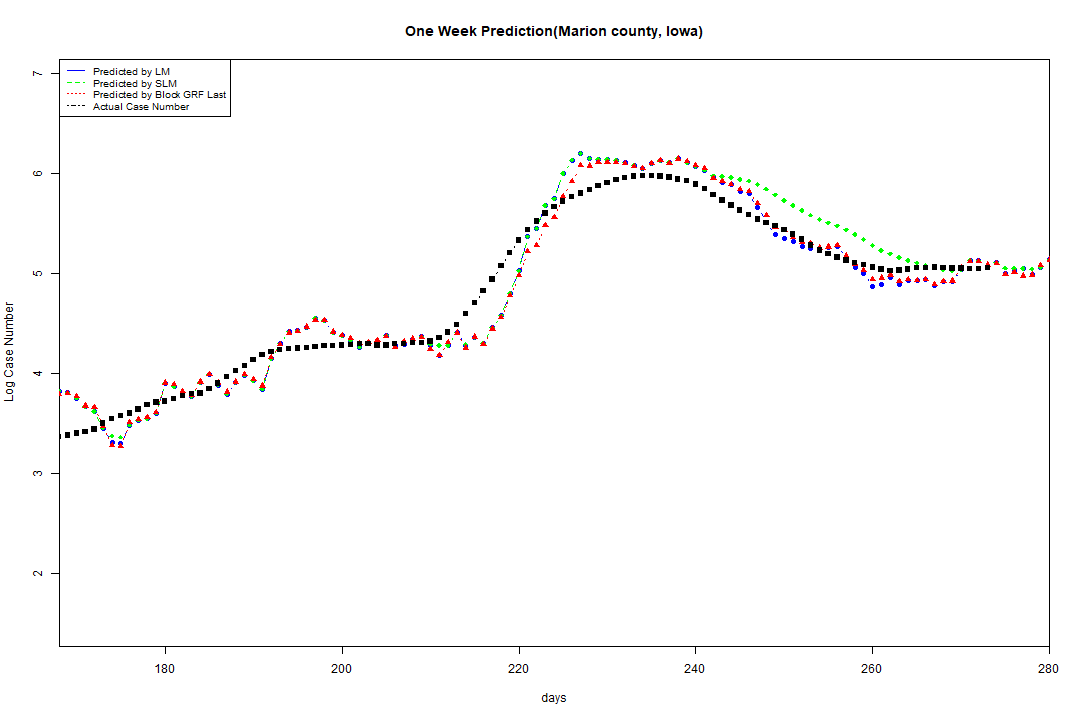 One Week Prediction(Marion county, Iowa)
Predicted by LM
Predicted by SLM
Predicted by Block GRF Last
Actual Case Number
7
6
5
4
3
2
Log Case Number
180
200
220
240
260
280
days